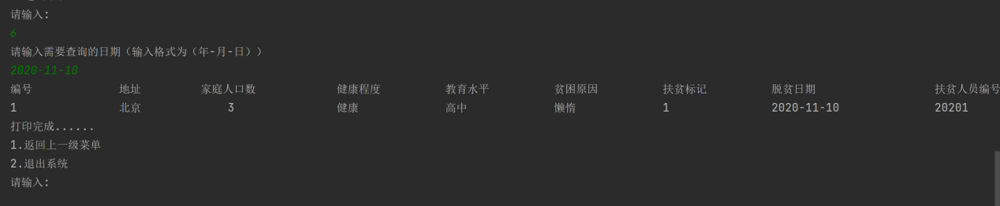 请输入:
6
请输入需要查询的日期（输入格式为（年-月-日））
2020-11-10
编号 地址 家庭人口数 健康程度 教育水平 贫困原因 扶贫标记 脱贫日期 扶贫人员编号
1 北京 3 健康 高中 懒惰 1 2020-11-10 20201
打印完成......
1.返回上一级菜单
2.退出系统
请输入: